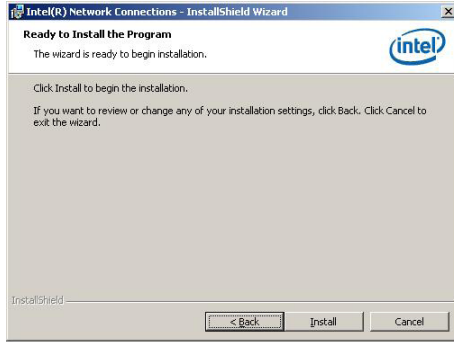 Intel(R) Network Connections - InstallShield Wizard
Ready to Install the Program
The wizard is ready to begin installation.
intel
Click Install to begin the installation.
If you want to review or change any of your installation settings, click Back. Click Cancel to
exit the wizard.
InstallShield
< Back
Install
Cancel